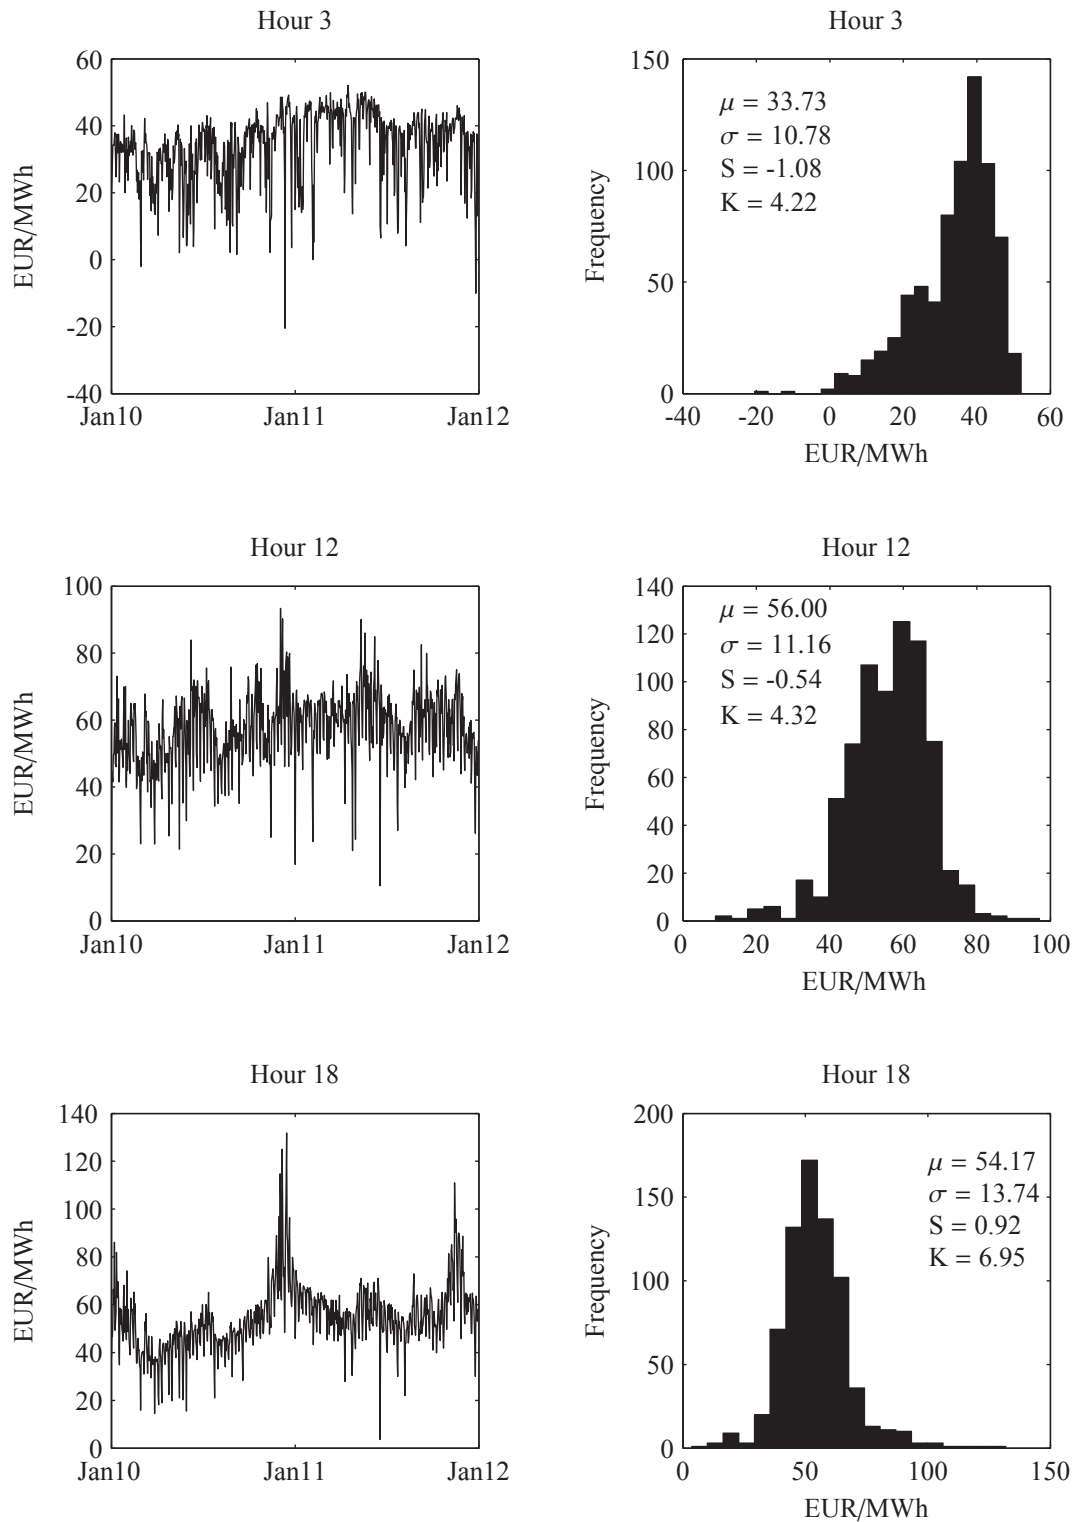 Hour 3
60
40
20
0
-20
-40
EUR/MWh
Jan10 Jan11 Jan12
Hour 3
150
100
50
0
Frequency
μ = 33.73
σ = 10.78
S = -1.08
K = 4.22
-40 -20 0 20 40 60
EUR/MWh
Hour 12
100
80
60
40
20
0
EUR/MWh
Jan10 Jan11 Jan12
Hour 12
140
120
100
80
60
40
20
0
Frequency
μ = 56.00
σ = 11.16
S = -0.54
K = 4.32
0 20 40 60 80 100
EUR/MWh
Hour 18
140
120
100
80
60
40
20
0
EUR/MWh
Jan10 Jan11 Jan12
Hour 18
200
150
100
50
0
Frequency
μ = 54.17
σ = 13.74
S = 0.92
K = 6.95
0 50 100 150
EUR/MWh